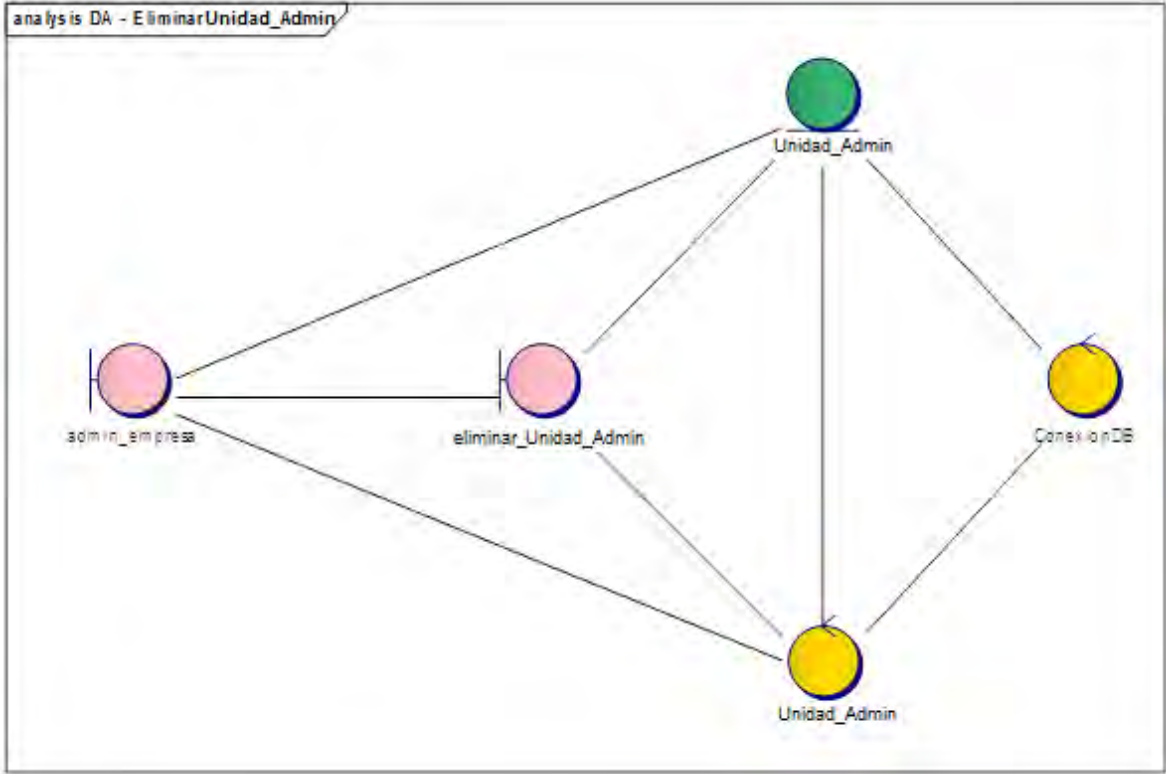 analysis DA - EliminarUnidad_Admin
Unidad_Admin
admin_empresa
eliminar_Unidad_Admin
ConexionDB
Unidad_Admin